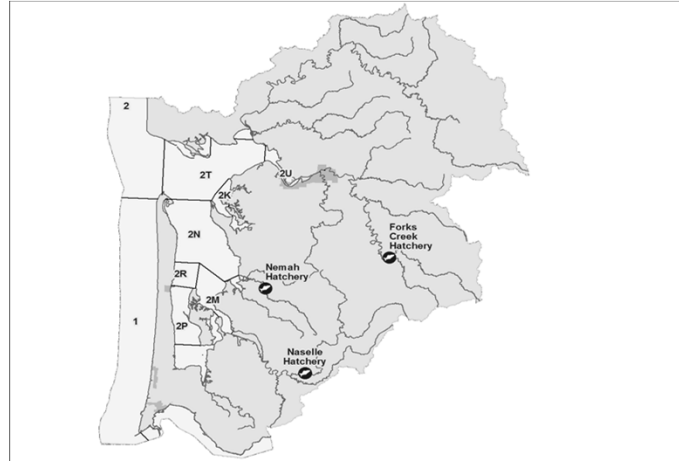 2
2T
2U
2K
2N
Forks
Creek
Hatchery
2R
Nemah
Hatchery
2M
1
2P
Naselle
Hatchery